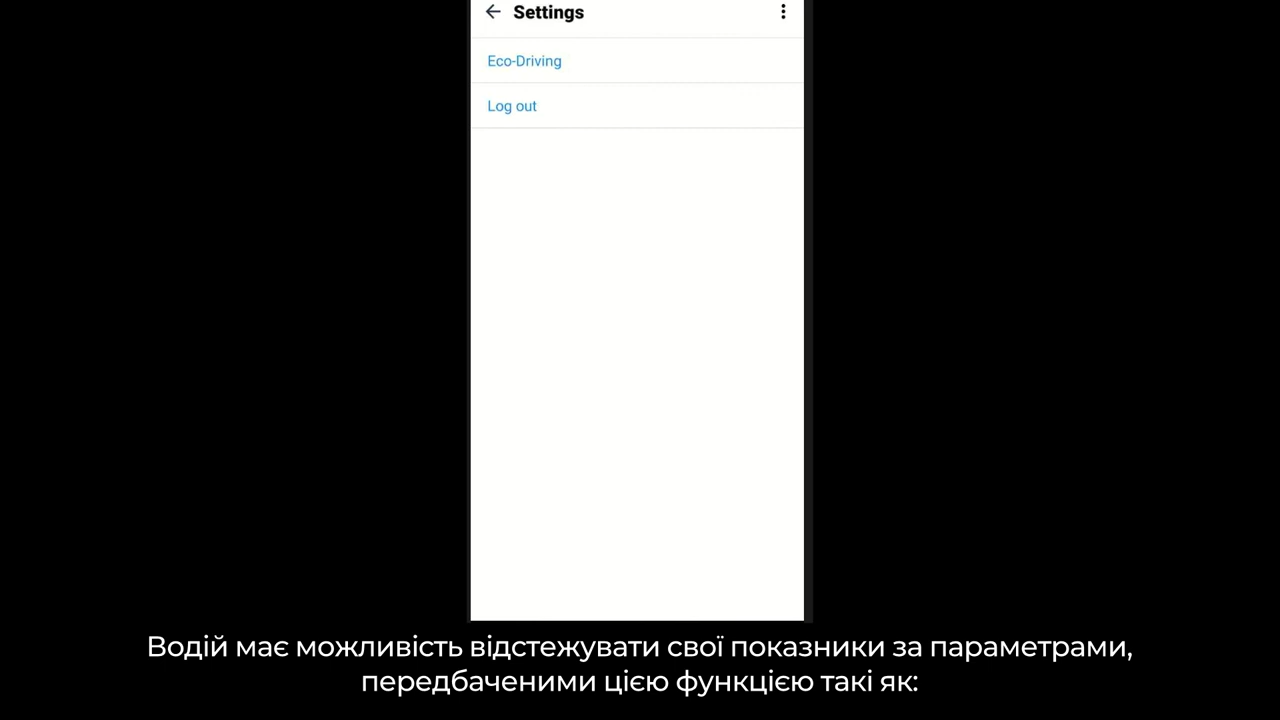 Settings
Eco-Driving
Log out
Водій має можливість відстежувати свої показники за параметрами,
передбаченими цією функцією такі як: